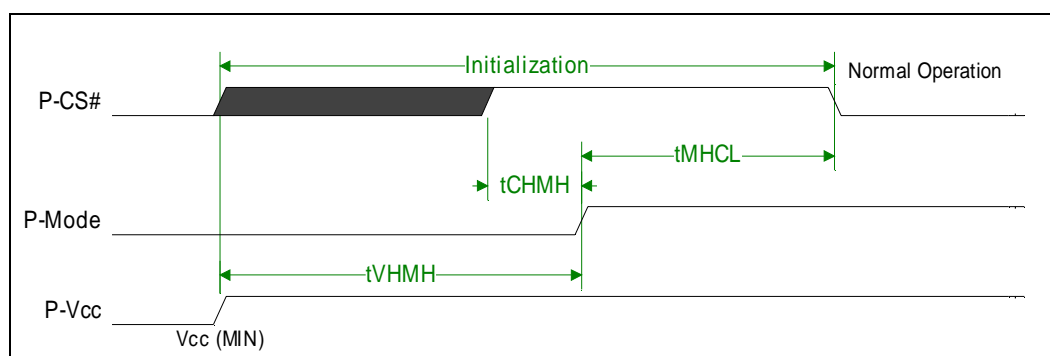 Initialization
Normal Operation
P-CS#
tMHCL
tCHMH
P-Mode
tVHMH
P-Vcc
Vcc (MIN)